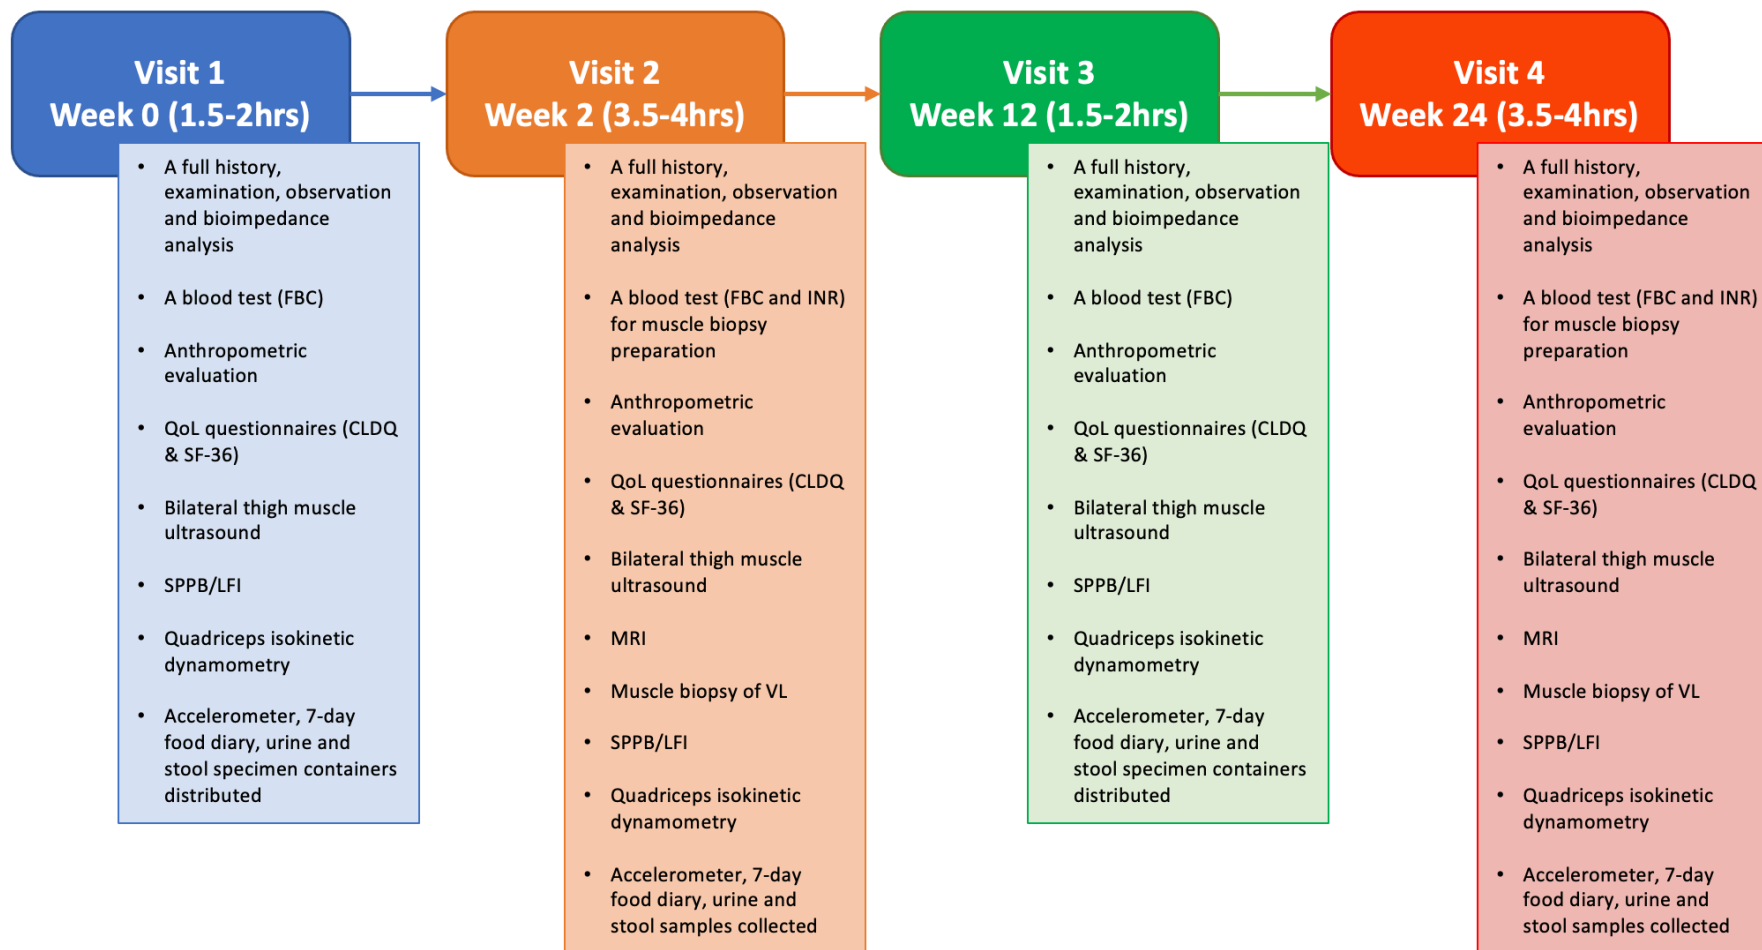 Visit 1
Week 0 (1.5-2hrs)
• A full history,
examination, observation
and bioimpedance
analysis
• A blood test (FBC)
• Anthropometric
evaluation
• QoL questionnaires (CLDQ
& SF-36)
• Bilateral thigh muscle
ultrasound
• SPPB/LFI
• Quadriceps isokinetic
dynamometry
• Accelerometer, 7-day
food diary, urine and
stool specimen containers
distributed
Visit 2
Week 2 (3.5-4hrs)
• A full history,
examination, observation
and bioimpedance
analysis
• A blood test (FBC and INR)
for muscle biopsy
preparation
• Anthropometric
evaluation
• QoL questionnaires (CLDQ
& SF-36)
• Bilateral thigh muscle
ultrasound
• MRI
• Muscle biopsy of VL
• SPPB/LFI
• Quadriceps isokinetic
dynamometry
• Accelerometer, 7-day
food diary, urine and
stool samples collected
Visit 3
Week 12 (1.5-2hrs)
• A full history,
examination, observation
and bioimpedance
analysis
• A blood test (FBC)
• Anthropometric
evaluation
• QoL questionnaires (CLDQ
& SF-36)
• Bilateral thigh muscle
ultrasound
• SPPB/LFI
• Quadriceps isokinetic
dynamometry
• Accelerometer, 7-day
food diary, urine and
stool specimen containers
distributed
Visit 4
Week 24 (3.5-4hrs)
• A full history,
examination, observation
and bioimpedance
analysis
• A blood test (FBC and INR)
for muscle biopsy
preparation
• Anthropometric
evaluation
• QoL questionnaires (CLDQ
& SF-36)
• Bilateral thigh muscle
ultrasound
• MRI
• Muscle biopsy of VL
• SPPB/LFI
• Quadriceps isokinetic
dynamometry
• Accelerometer, 7-day
food diary, urine and
stool samples collected